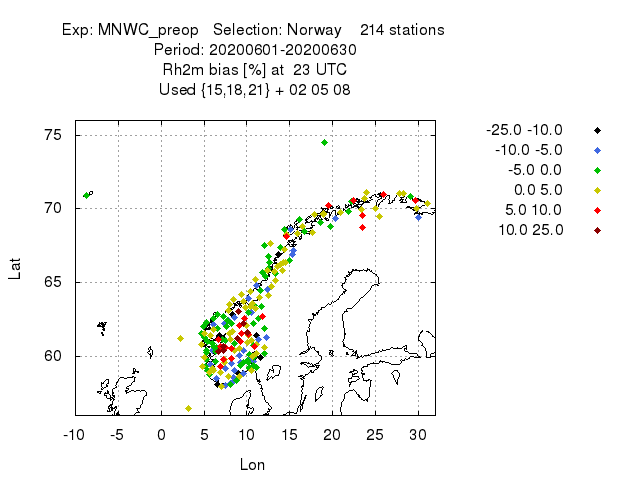 Exp: MNWC_preop   Selection: Norway    214 stations
Period: 20200601-20200630
Rh2m bias [%] at  23 UTC
Used {15,18,21} + 02 05 08
-25.0 -10.0
-10.0 -5.0
-5.0 0.0
0.0 5.0
5.0 10.0
10.0 25.0
75
70
65
60
Lat
-10 -5 0 5 10 15 20 25 30
Lon